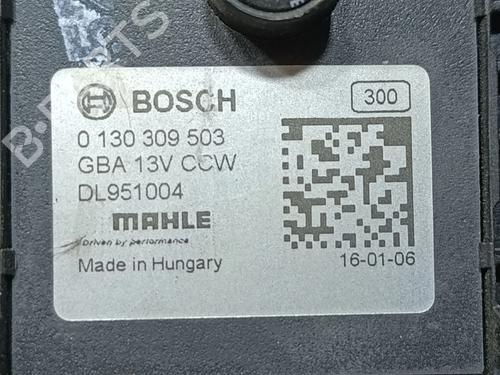 B-PARTS
BOSCH
300
0 130 309 503
GBA 13V CCW
DL951004
MAHLE
Driven by performance
Made in Hungary
16-01-06